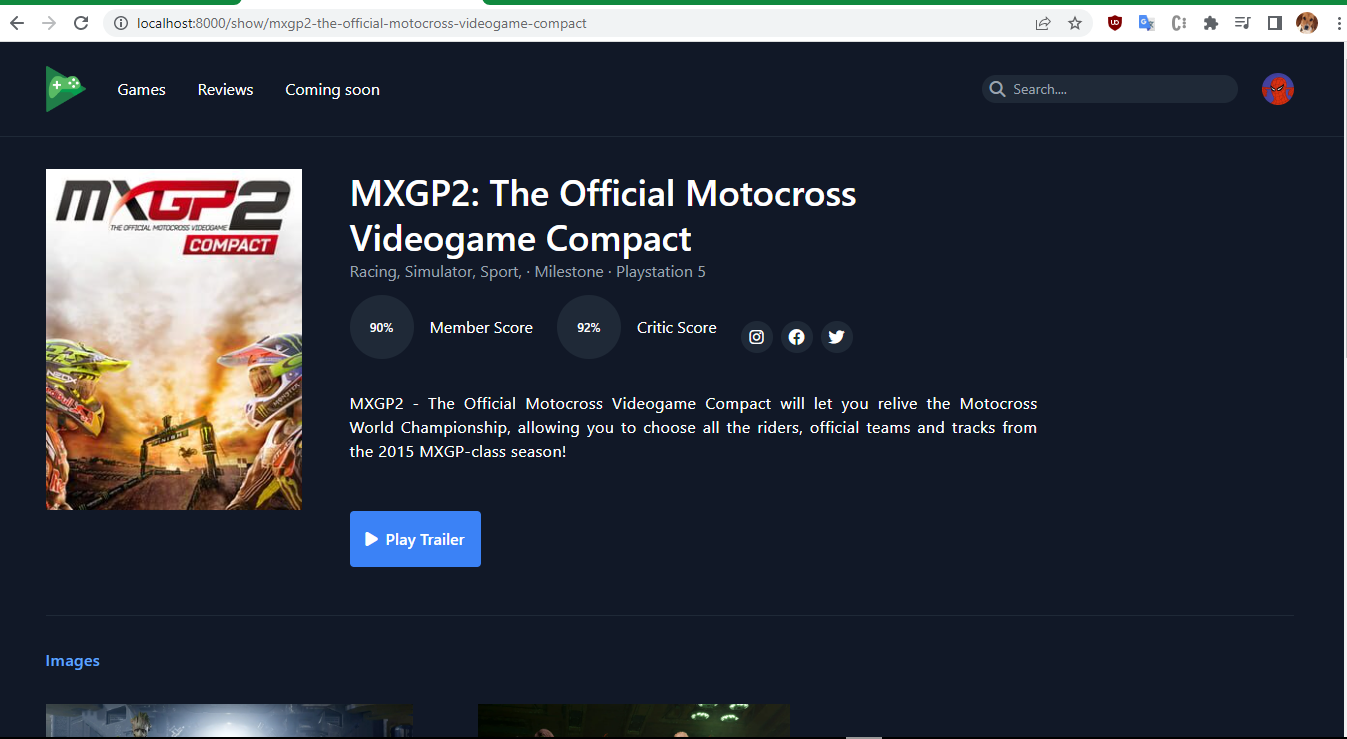 localhost:8000/show/mxgp2-the-official-motocross-videogame-compact
Games Reviews Coming soon
Search....
MXGP2
THE OFFICIAL MOTOCROSS VIDEOGAME
COMPACT
MXGP2: The Official Motocross
Videogame Compact
Racing, Simulator, Sport, · Milestone · Playstation 5
90% Member Score 92% Critic Score
MXGP2 - The Official Motocross Videogame Compact will let you relive the Motocross
World Championship, allowing you to choose all the riders, official teams and tracks from
the 2015 MXGP-class season!
Play Trailer
Images